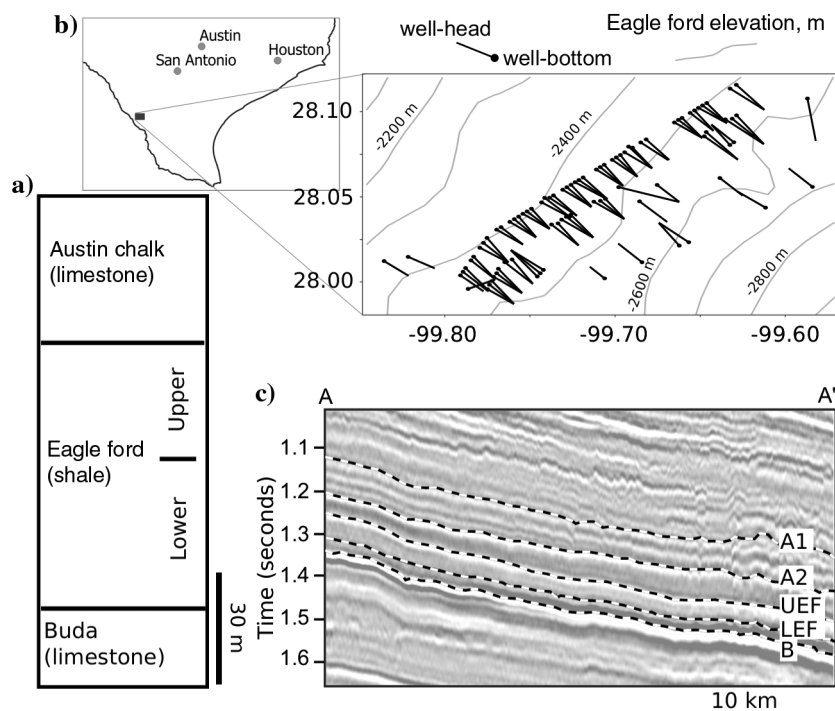 b)
Austin
San Antonio
Houston
well-head
well-bottom
Eagle ford elevation, m
28.10
28.05
28.00
-2200 m
-2400 m
-2600 m
-2800 m
-99.80
-99.70
-99.60
a)
Austin chalk
(limestone)
Eagle ford
(shale)
Upper
Lower
Buda
(limestone)
30 m
c)
A
A'
Time (seconds)
1.1
1.2
1.3
1.4
1.5
1.6
A1
A2
UEF
LEF
B
10 km